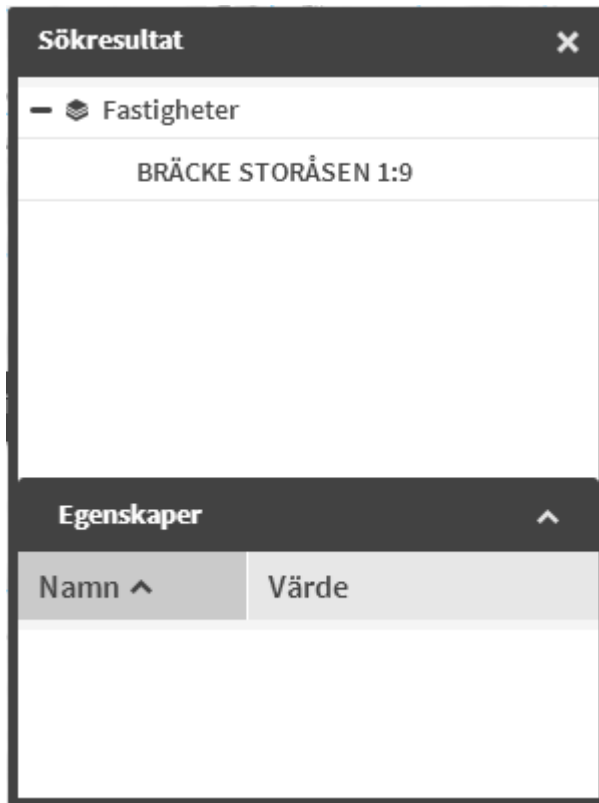 Sökresultat
Fastigheter
BRÄCKE STORÅSEN 1:9
Egenskaper
Namn
Värde